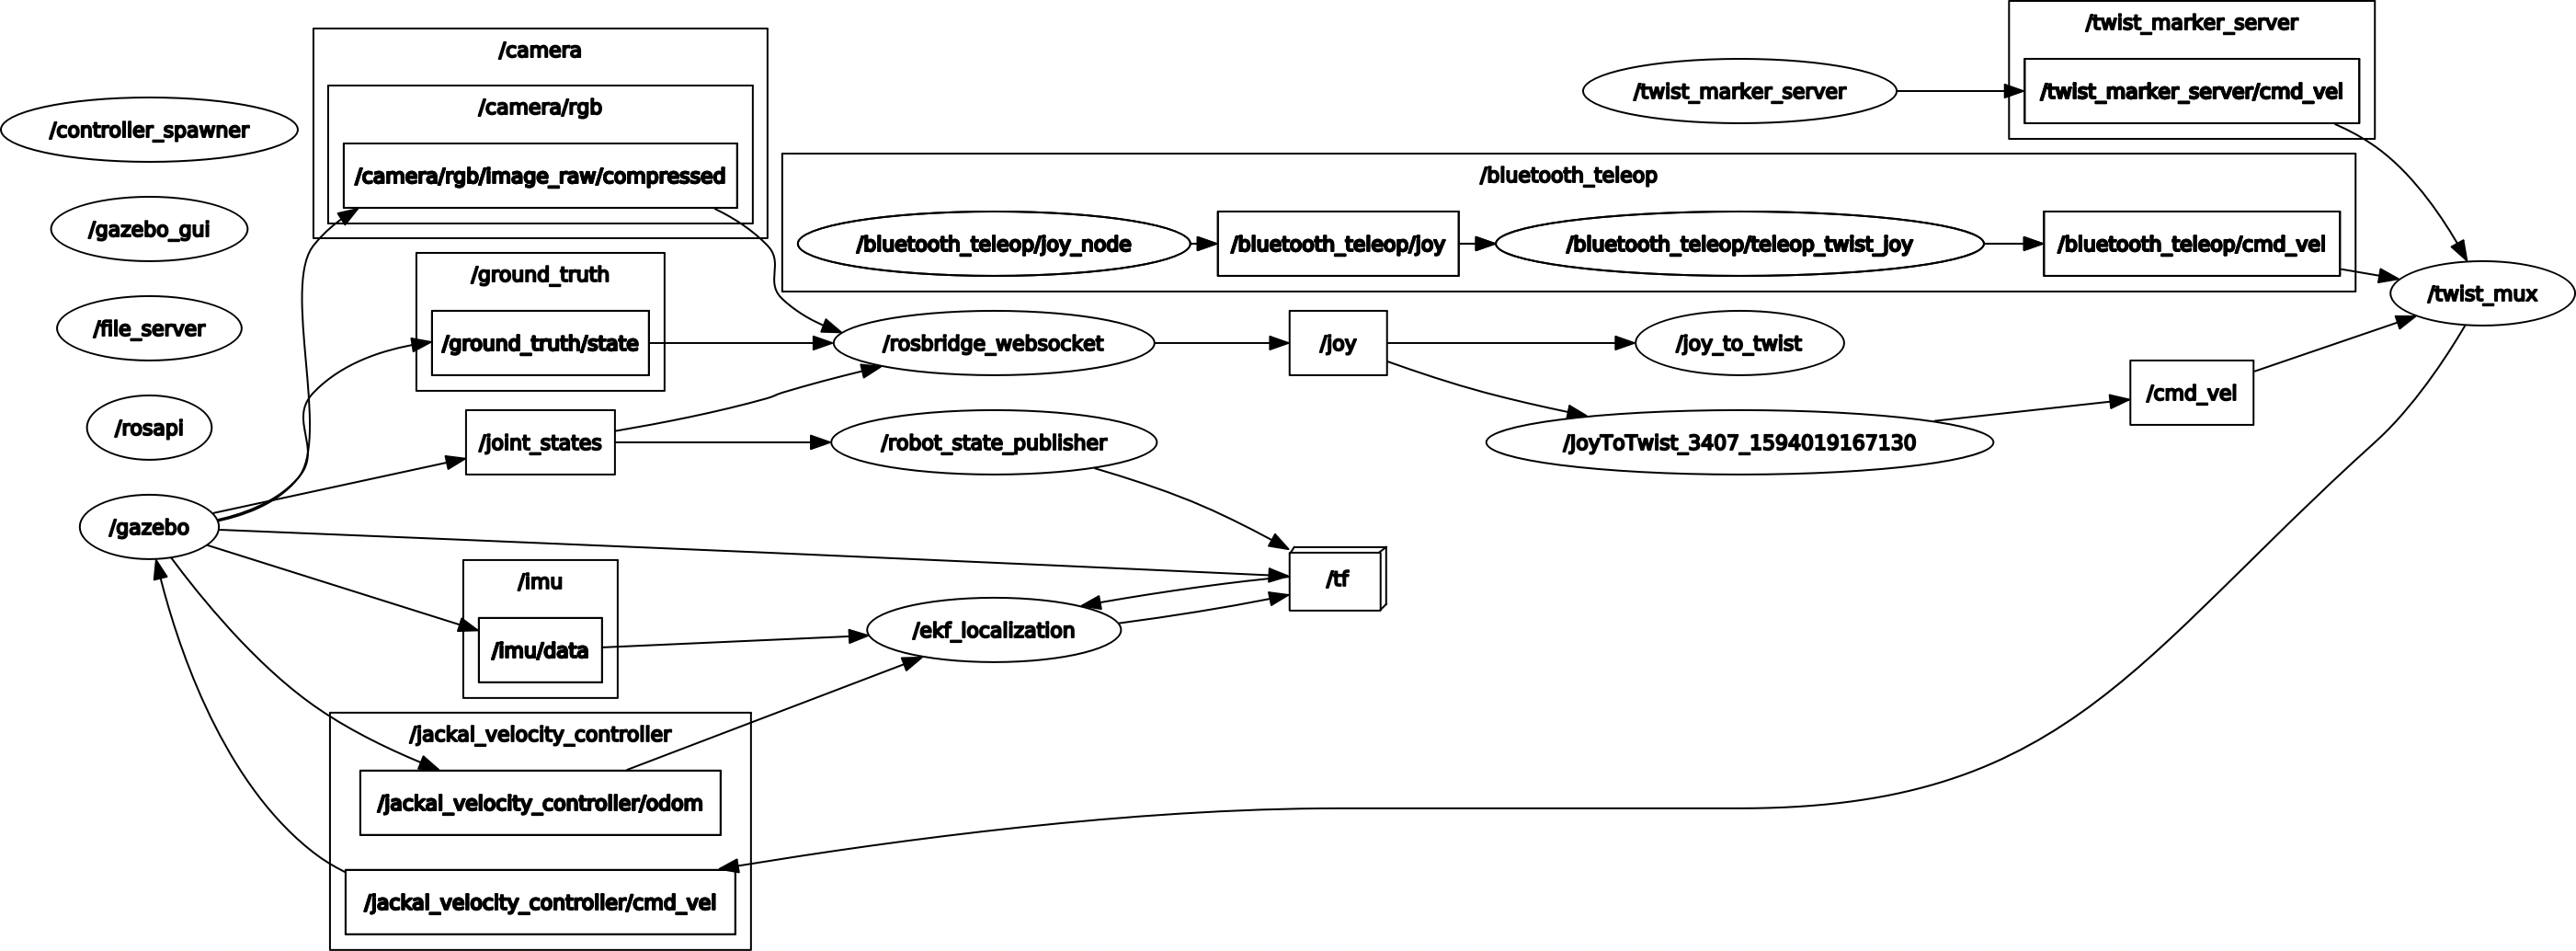 /controller_spawner
/gazebo_gui
/file_server
/rosapi
/gazebo
/camera
/camera/rgb
/camera/rgb/image_raw/compressed
/ground_truth
/ground_truth/state
/joint_states
/imu
/imu/data
/jackal_velocity_controller
/jackal_velocity_controller/odom
/jackal_velocity_controller/cmd_vel
/bluetooth_teleop
/bluetooth_teleop/joy_node
/bluetooth_teleop/joy
/bluetooth_teleop/teleop_twist_joy
/bluetooth_teleop/cmd_vel
/rosbridge_websocket
/robot_state_publisher
/ekf_localization
/joy
/tf
/twist_marker_server
/joy_to_twist
/JoyToTwist_3407_1594019167130
/twist_marker_server
/twist_marker_server/cmd_vel
/cmd_vel
/twist_mux